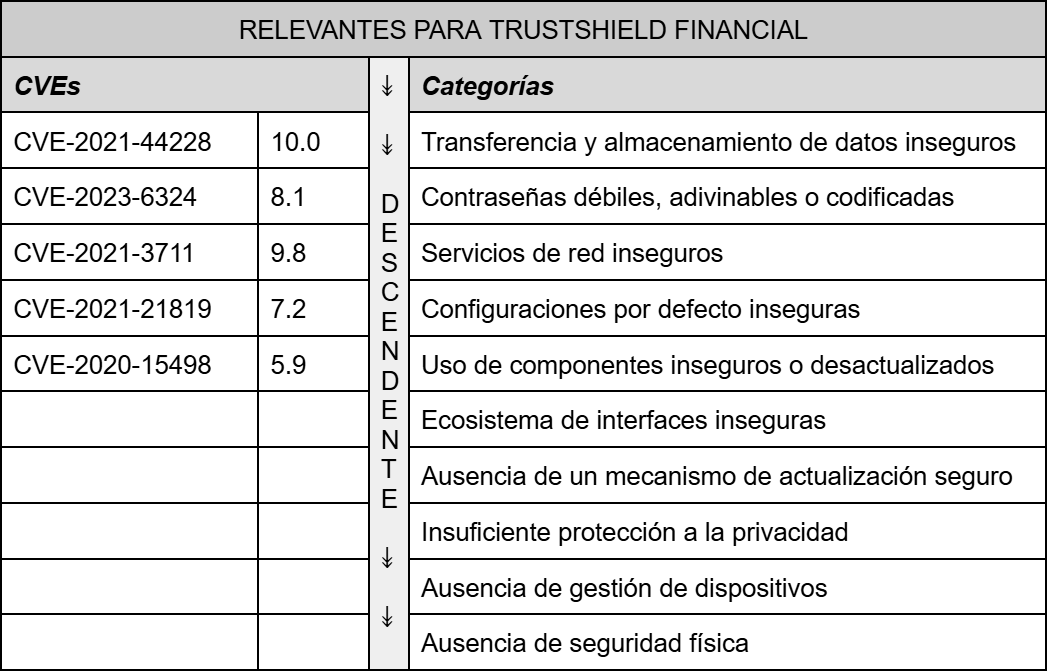 RELEVANTES PARA TRUSTSHIELD FINANCIAL
CVEs ↡ Categorías
CVE-2021-44228 10.0 ↡ Transferencia y almacenamiento de datos inseguros
CVE-2023-6324 8.1 Contraseñas débiles, adivinables o codificadas
CVE-2021-3711 9.8 Servicios de red inseguros
CVE-2021-21819 7.2 Configuraciones por defecto inseguras
CVE-2020-15498 5.9 Uso de componentes inseguros o desactualizados
Ecosistema de interfaces inseguras
Ausencia de un mecanismo de actualización seguro
Insuficiente protección a la privacidad
Ausencia de gestión de dispositivos
Ausencia de seguridad física
DESCENDENTE
↡
↡